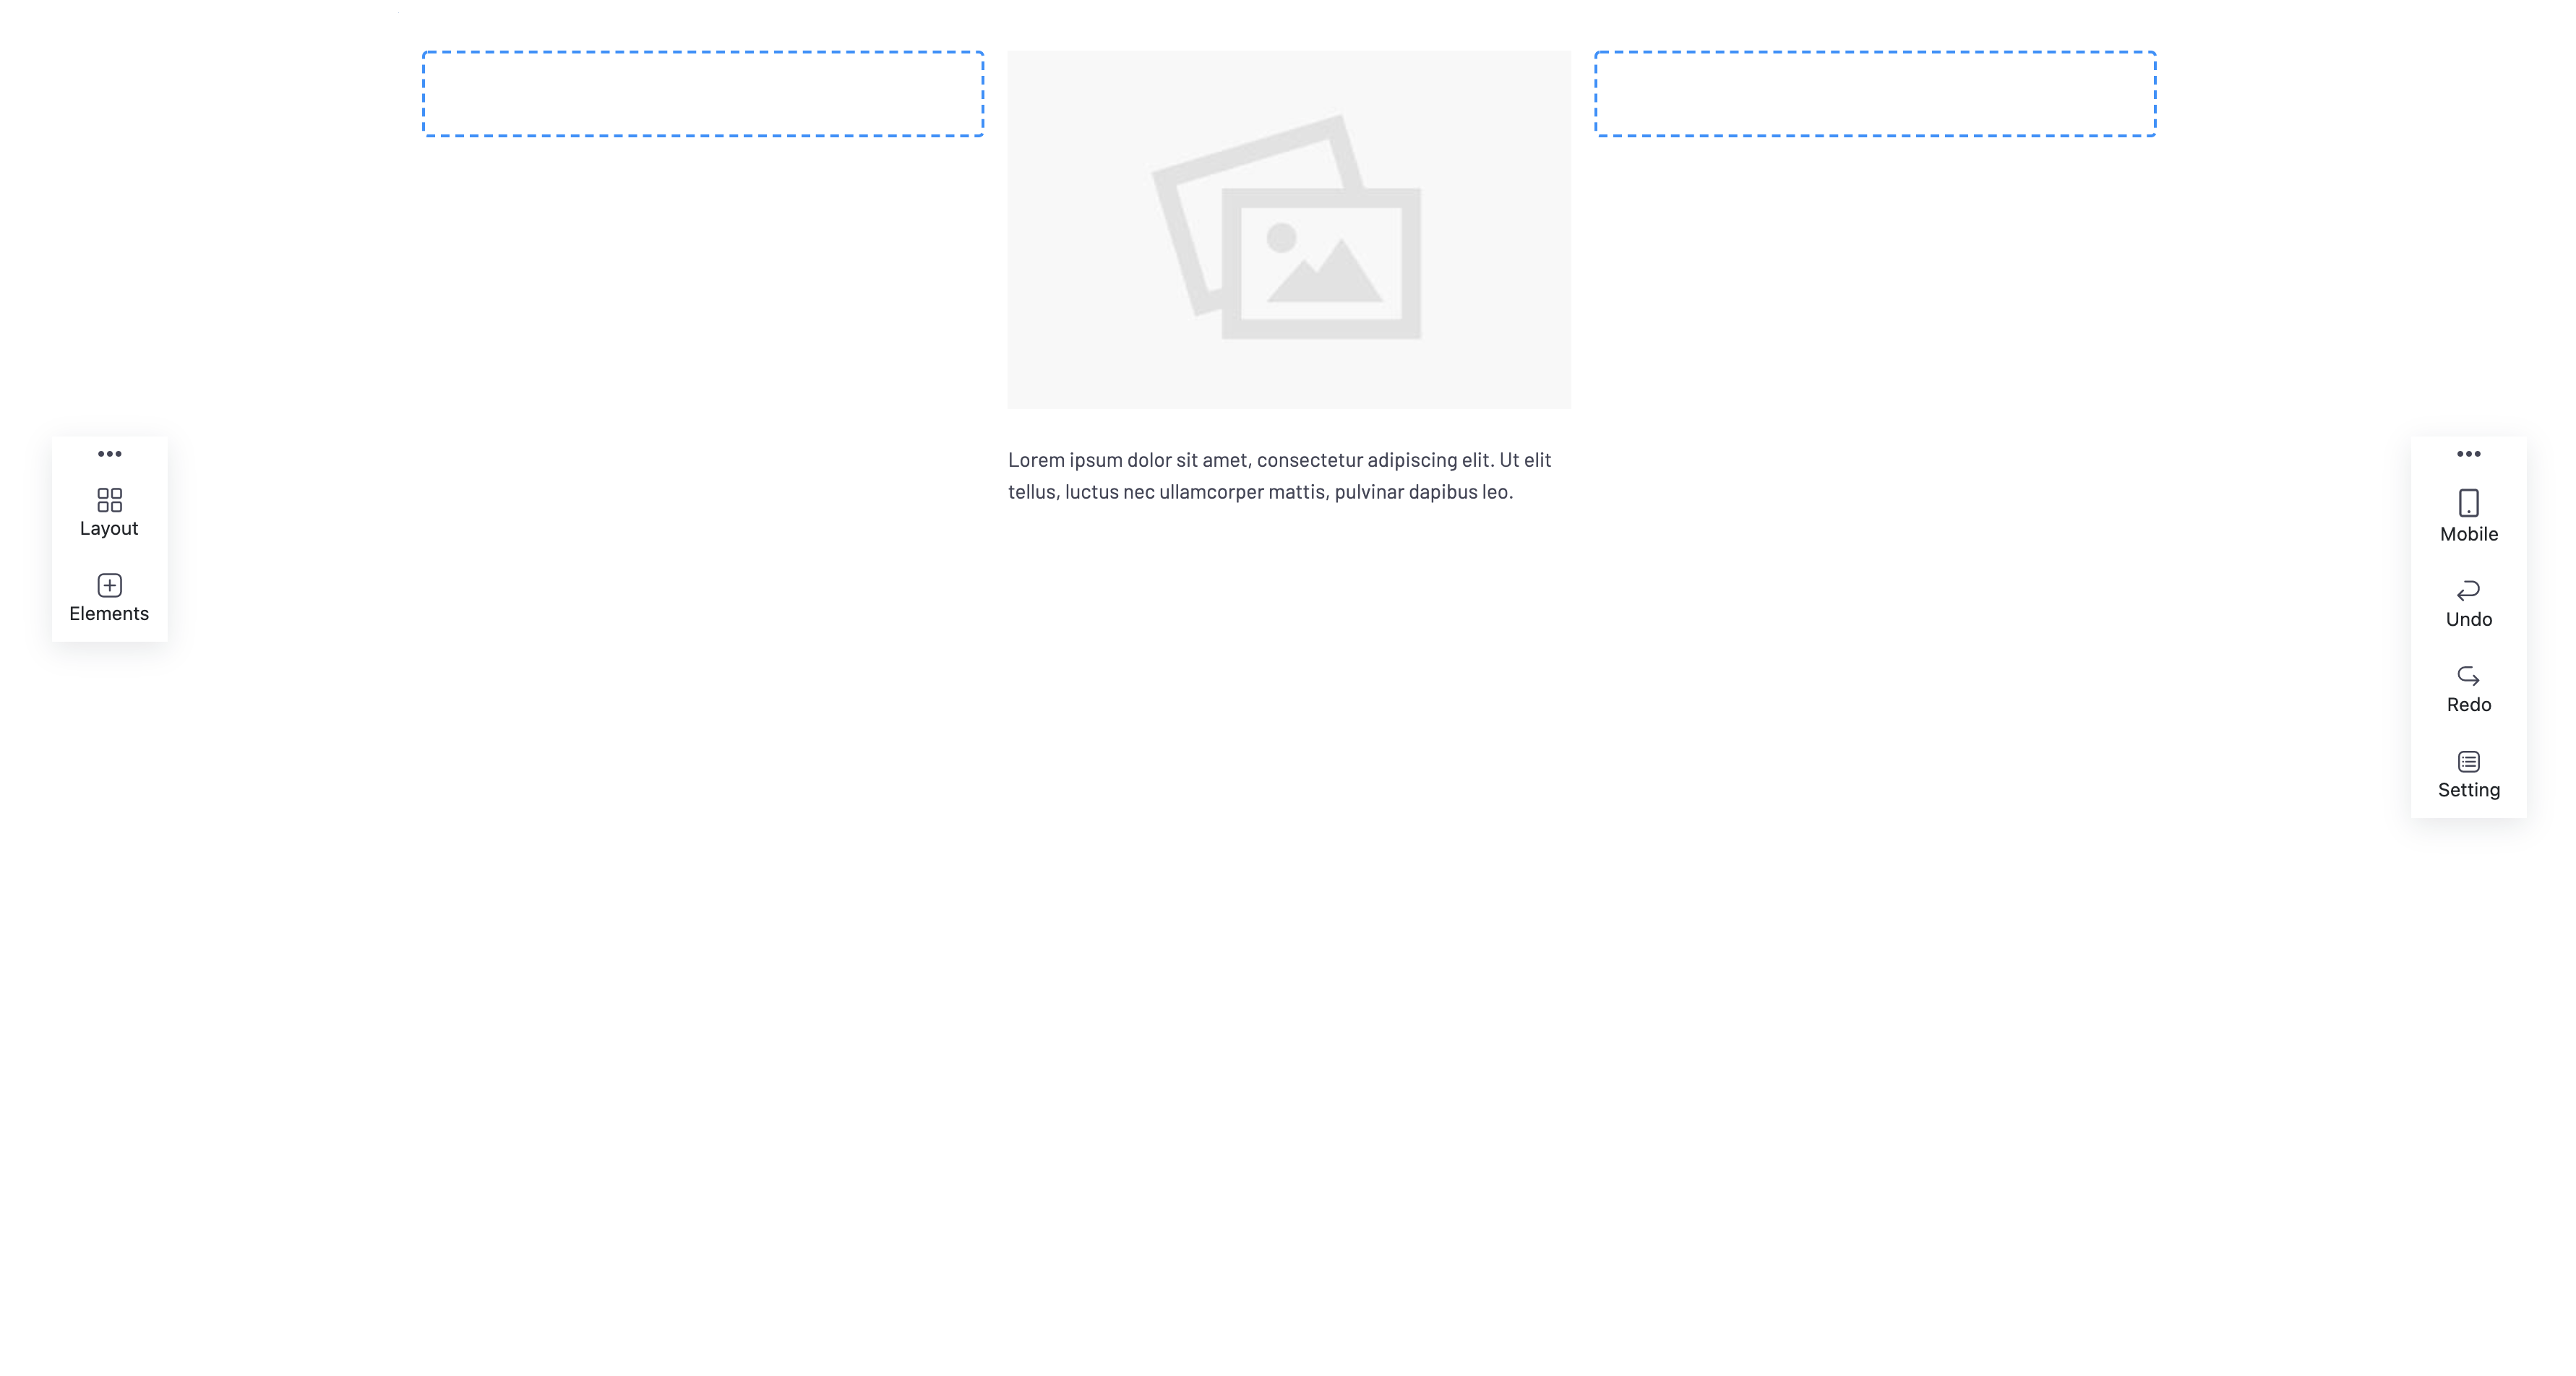 Lorem ipsum dolor sit amet, consectetur adipiscing elit. Ut elit
tellus, luctus nec ullamcorper mattis, pulvinar dapibus leo.
Layout
Elements
Mobile
Undo
Redo
Setting